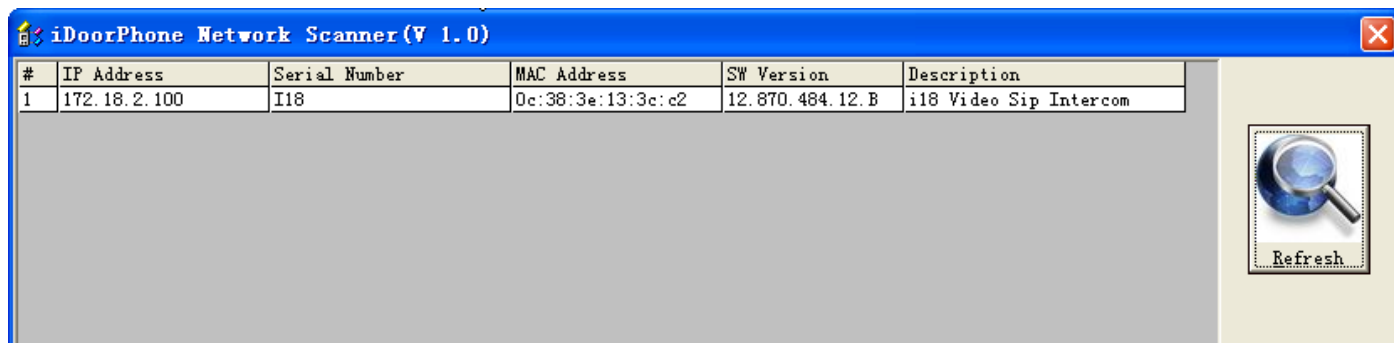 iDoorPhone Network Scanner(V 1.0)
# IP Address Serial Number MAC Address SW Version Description
1 172.18.2.100 I18 0c:38:3e:13:3c:c2 12.870.484.12.B i18 Video Sip Intercom
Refresh